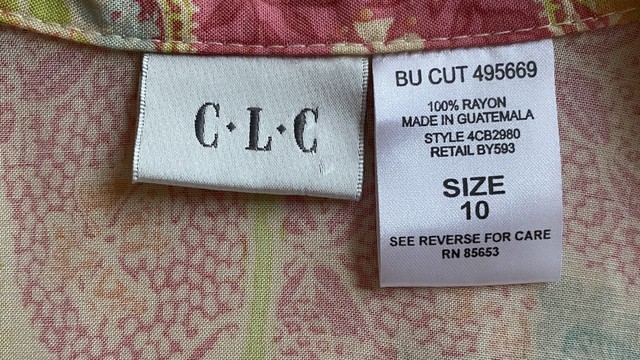 C·L·C
BU CUT 495669
100% RAYON
MADE IN GUATEMALA
STYLE 4CB2980
RETAIL BY593
SIZE
10
SEE REVERSE FOR CARE
RN 85653